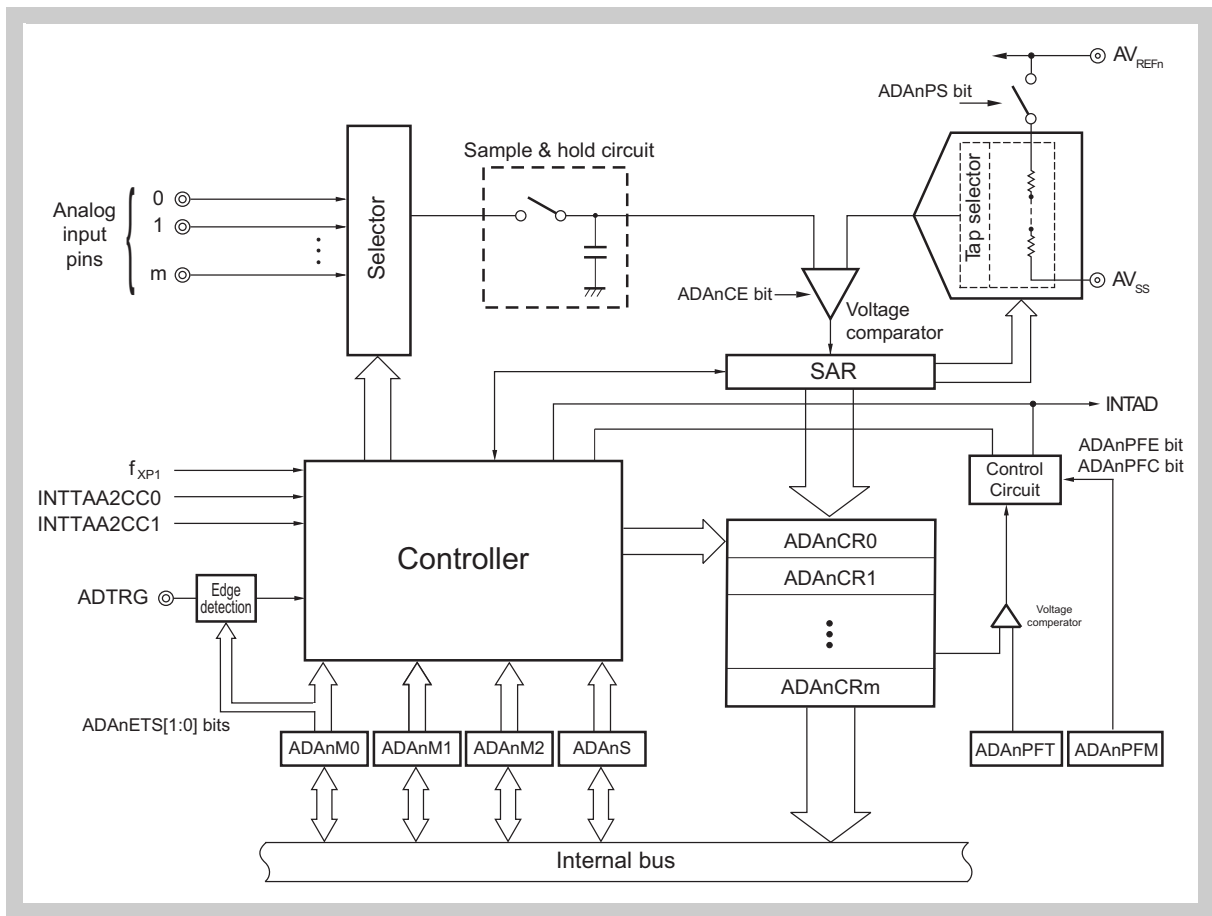 AVREFn
ADAnPS bit
Sample & hold circuit
Analog
input
pins
0
1
m
Selector
Tap selector
AVSS
ADAnCE bit
Voltage
comparator
SAR
INTAD
ADAnPFE bit
ADAnPFC bit
Control
Circuit
fXP1
INTTAA2CC0
INTTAA2CC1
Controller
ADAnCR0
ADAnCR1
ADAnCRm
ADTRG
Edge
detection
Voltage
comperator
ADAnETS[1:0] bits
ADAnM0
ADAnM1
ADAnM2
ADAnS
ADAnPFT
ADAnPFM
Internal bus